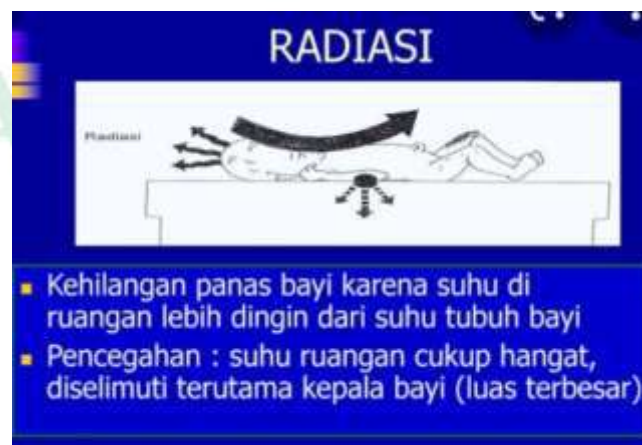 RADIASI
Radiasi
Kehilangan panas bayi karena suhu di
ruangan lebih dingin dari suhu tubuh bayi
Pencegahan : suhu ruangan cukup hangat,
diselimuti terutama kepala bayi (luas terbesar)